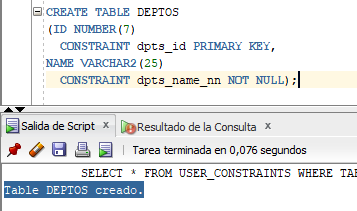 CREATE TABLE DEPTOS
(ID NUMBER(7)
CONSTRAINT dpts_id PRIMARY KEY,
NAME VARCHAR2(25)
CONSTRAINT dpts_name_nn NOT NULL);
Salida de Script x
Resultado de la Consulta x
Tarea terminada en 0,076 segundos
SELECT * FROM USER_CONSTRAINTS WHERE TAB
Table DEPTOS creado.